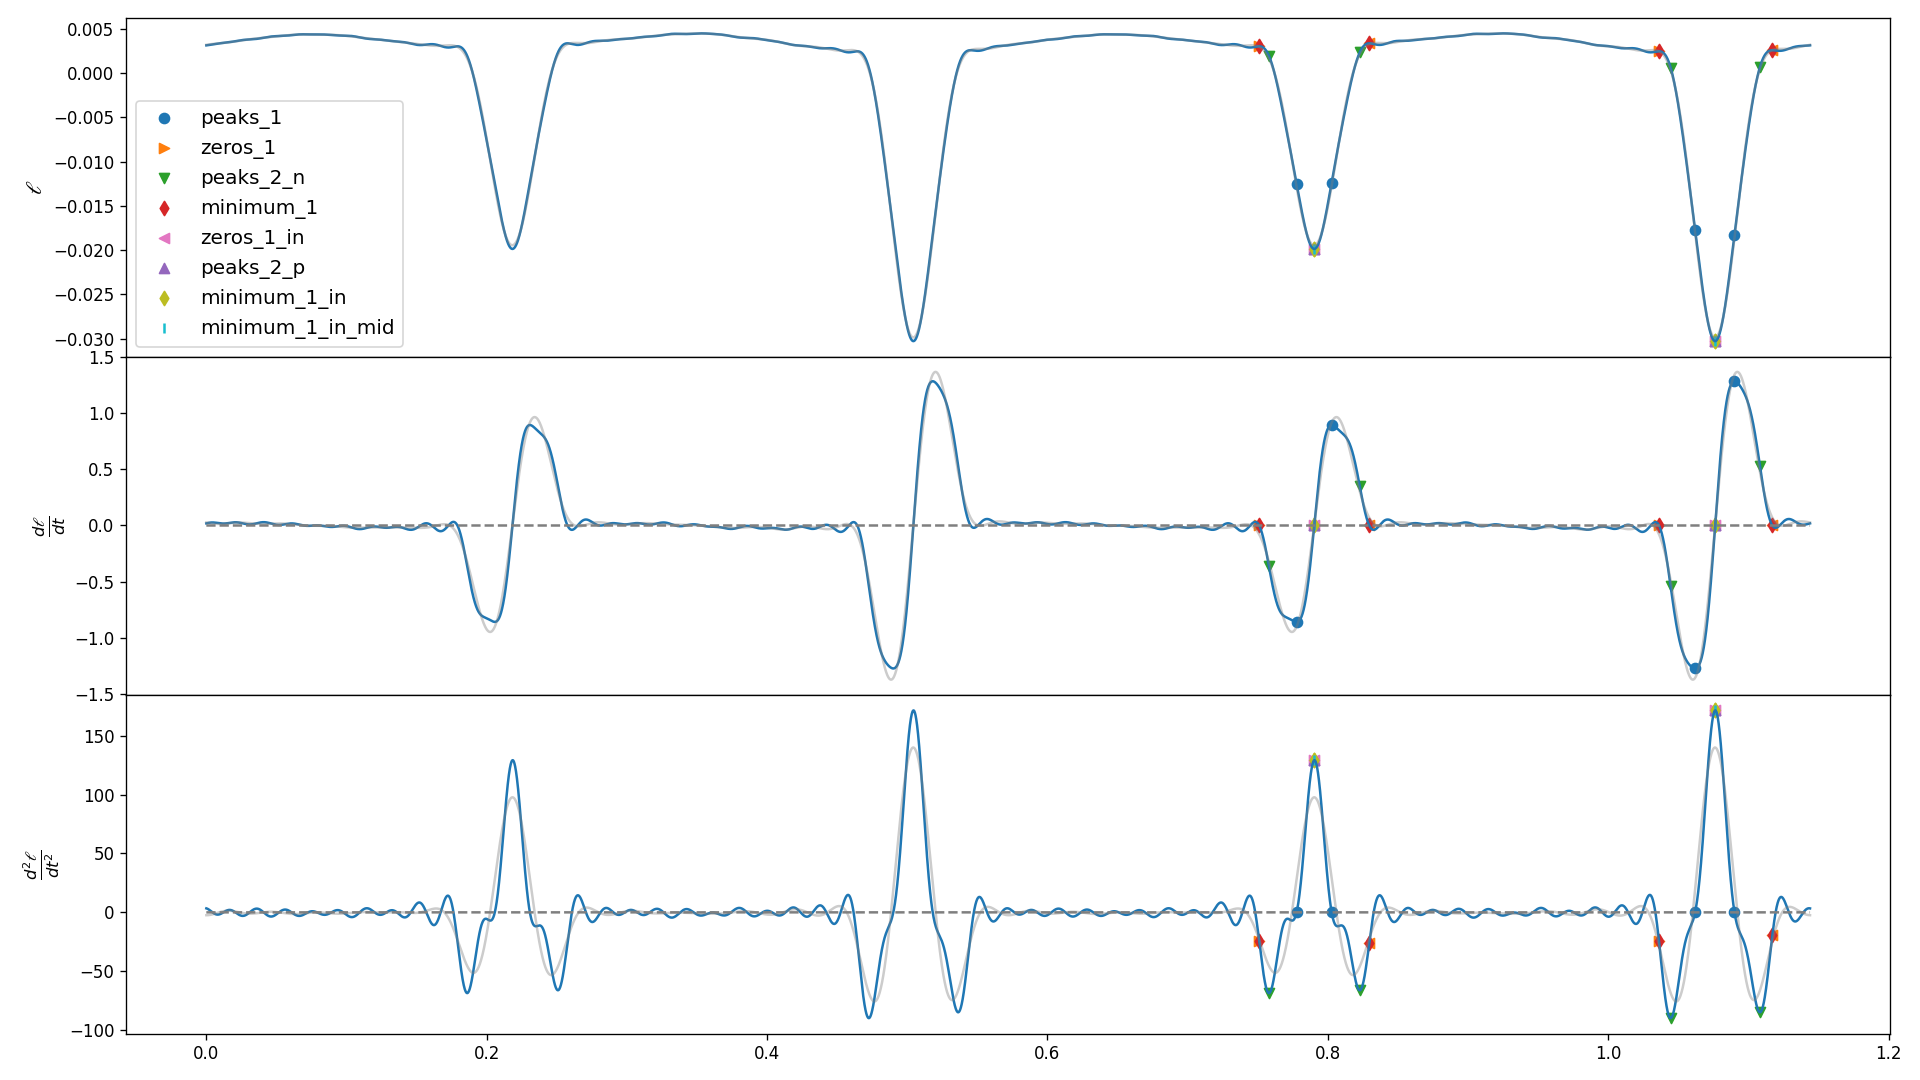 0.005
0.000
−0.005
−0.010
−0.015
−0.020
−0.025
−0.030
ℓ
peaks_1
zeros_1
peaks_2_n
minimum_1
zeros_1_in
peaks_2_p
minimum_1_in
minimum_1_in_mid
1.5
1.0
0.5
0.0
−0.5
−1.0
−1.5
dℓ/dt
150
100
50
0
−50
−100
d²ℓ/dt²
0.0 0.2 0.4 0.6 0.8 1.0 1.2